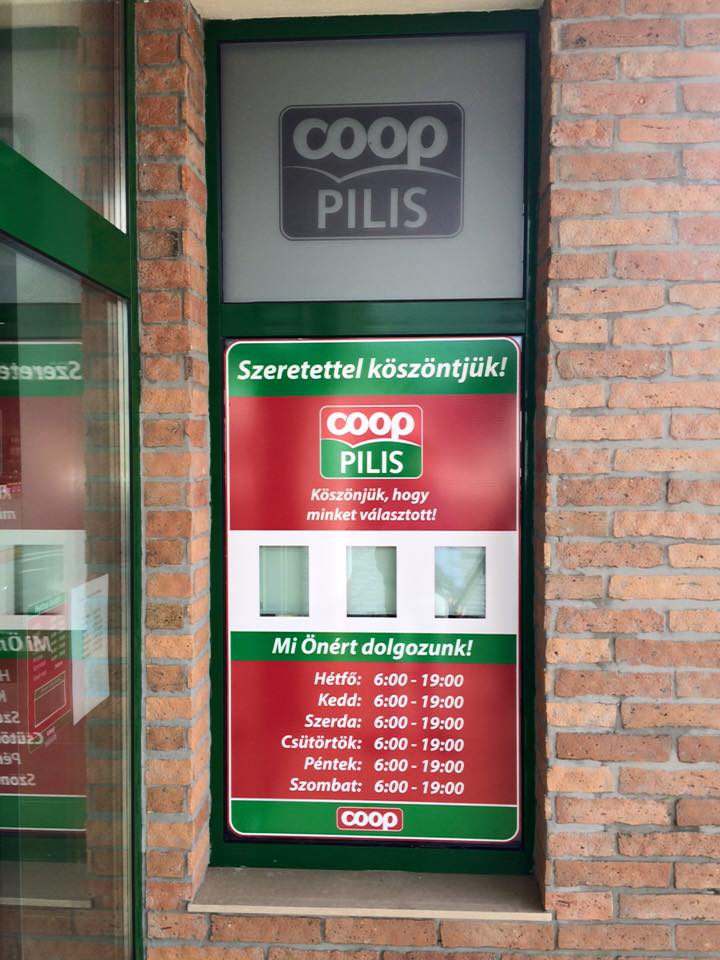 coop
PILIS
Szeretettel köszöntjük!
coop
PILIS
Köszönjük, hogy
minket választott!
Mi Önért dolgozunk!
Hétfő: 6:00 - 19:00
Kedd: 6:00 - 19:00
Szerda: 6:00 - 19:00
Csütörtök: 6:00 - 19:00
Péntek: 6:00 - 19:00
Szombat: 6:00 - 19:00
coop